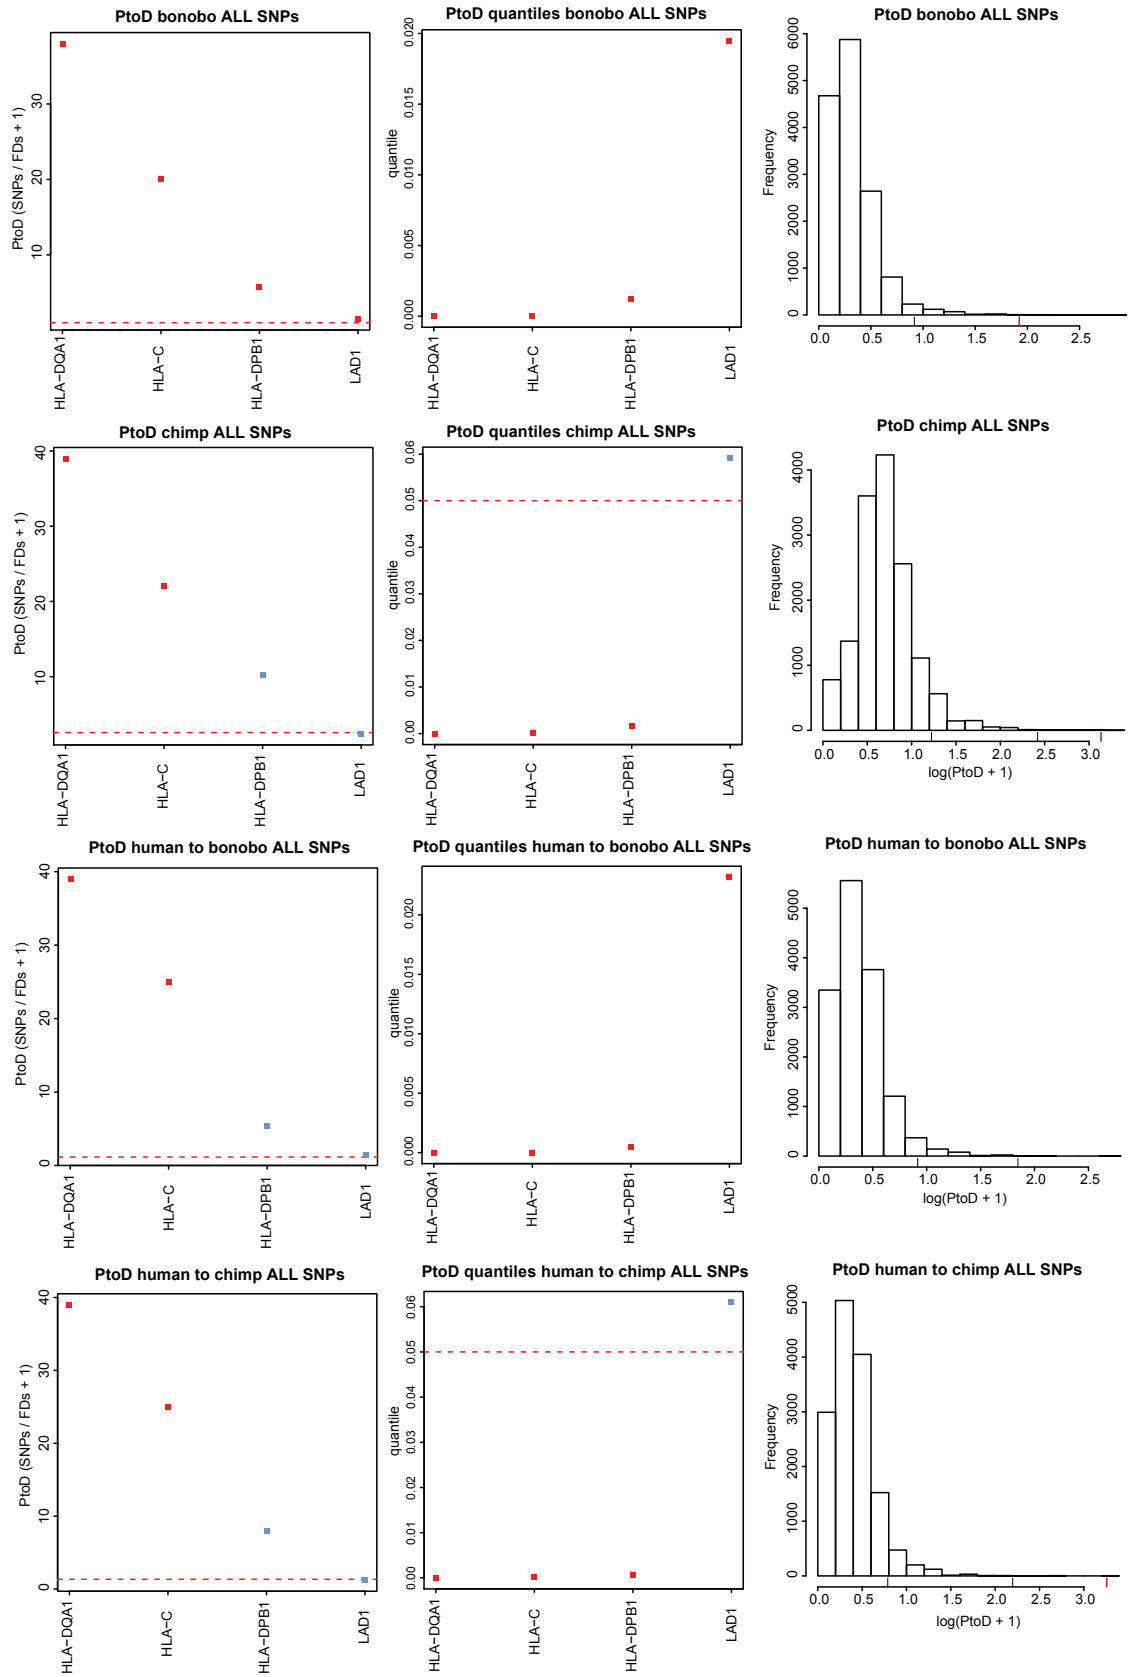 PtoD bonobo ALL SNPs
PtoD (SNPs / FDs + 1)
10
20
30
HLA−DQA1
HLA−C
HLA−DPB1
LAD1
PtoD quantiles bonobo ALL SNPs
quantile
0.000
0.005
0.010
0.015
0.020
HLA−DQA1
HLA−C
HLA−DPB1
LAD1
PtoD bonobo ALL SNPs
Frequency
0
1000
2000
3000
4000
5000
6000
0.0 0.5 1.0 1.5 2.0 2.5
PtoD chimp ALL SNPs
PtoD (SNPs / FDs + 1)
10
20
30
40
HLA−DQA1
HLA−C
HLA−DPB1
LAD1
PtoD quantiles chimp ALL SNPs
quantile
0.00
0.01
0.02
0.03
0.04
0.05
0.06
HLA−DQA1
HLA−C
HLA−DPB1
LAD1
PtoD chimp ALL SNPs
Frequency
0
1000
2000
3000
4000
0.0 0.5 1.0 1.5 2.0 2.5 3.0
log(PtoD + 1)
PtoD human to bonobo ALL SNPs
PtoD (SNPs / FDs + 1)
0
10
20
30
40
HLA−DQA1
HLA−C
HLA−DPB1
LAD1
PtoD quantiles human to bonobo ALL SNPs
quantile
0.000
0.005
0.010
0.015
0.020
HLA−DQA1
HLA−C
HLA−DPB1
LAD1
PtoD human to bonobo ALL SNPs
Frequency
0
1000
2000
3000
4000
5000
0.0 0.5 1.0 1.5 2.0 2.5
log(PtoD + 1)
PtoD human to chimp ALL SNPs
PtoD (SNPs / FDs + 1)
0
10
20
30
40
HLA−DQA1
HLA−C
HLA−DPB1
LAD1
PtoD quantiles human to chimp ALL SNPs
quantile
0.00
0.01
0.02
0.03
0.04
0.05
0.06
HLA−DQA1
HLA−C
HLA−DPB1
LAD1
PtoD human to chimp ALL SNPs
Frequency
0
1000
2000
3000
4000
5000
0.0 0.5 1.0 1.5 2.0 2.5 3.0
log(PtoD + 1)